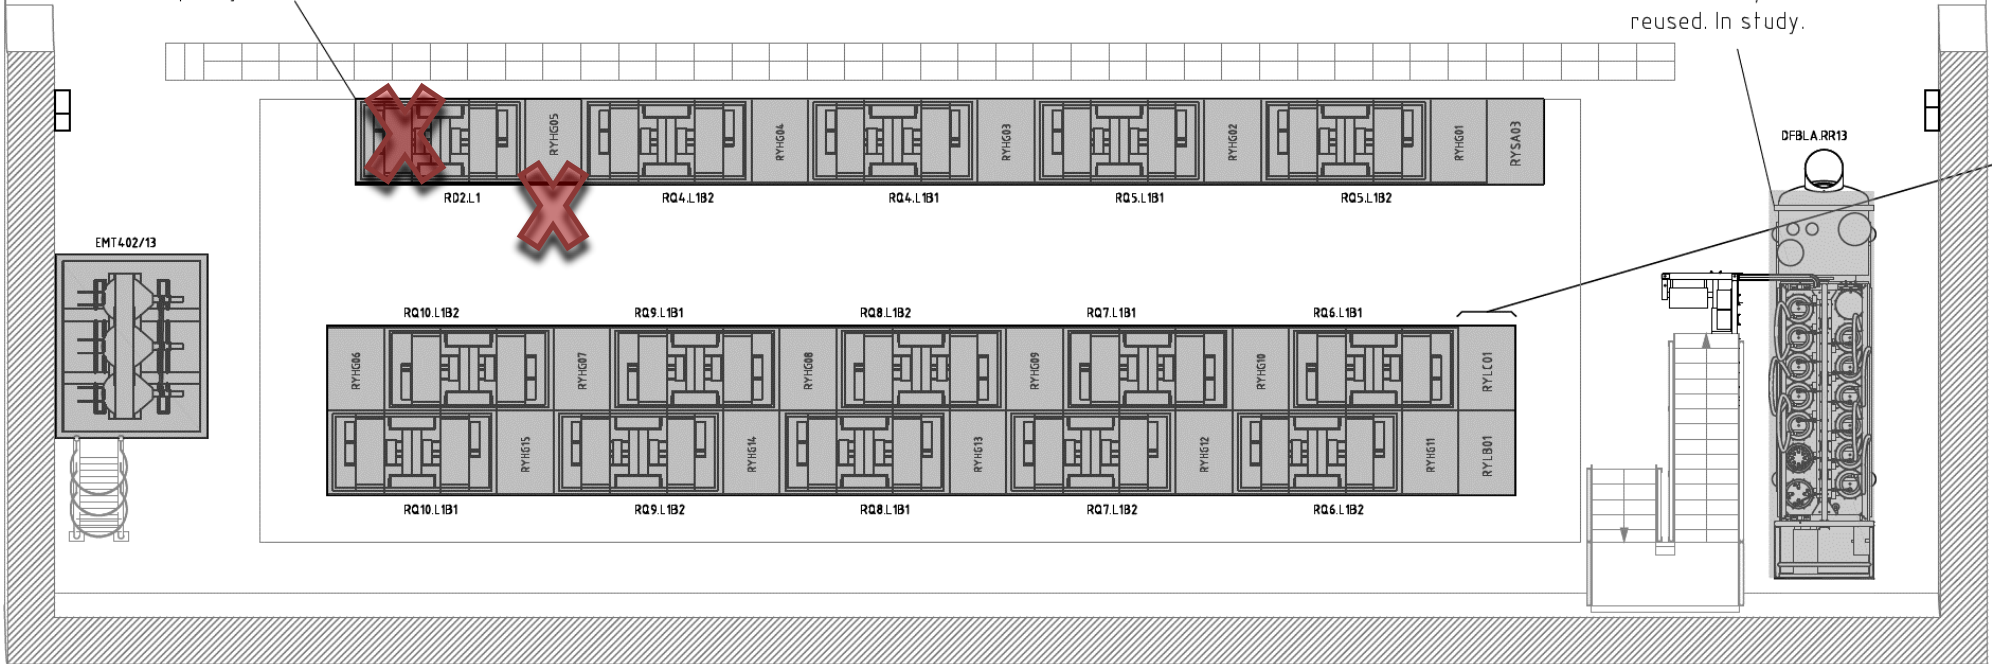 reused. In study.
DFBLA.RR13
RYHG05
RYHG04
RYHG03
RYHG02
RYHG01
RYSA03
RD2.L1
RQ4.L1B2
RQ4.L1B1
RQ5.L1B1
RQ5.L1B2
EMT402/13
RQ10.L1B2
RQ9.L1B1
RQ8.L1B2
RQ7.L1B1
RQ6.L1B1
RYHG06
RYHG07
RYHG08
RYHG09
RYHG10
RYLC01
RYHG15
RYHG14
RYHG13
RYHG12
RYHG11
RYLB01
RQ10.L1B1
RQ9.L1B2
RQ8.L1B1
RQ7.L1B2
RQ6.L1B2